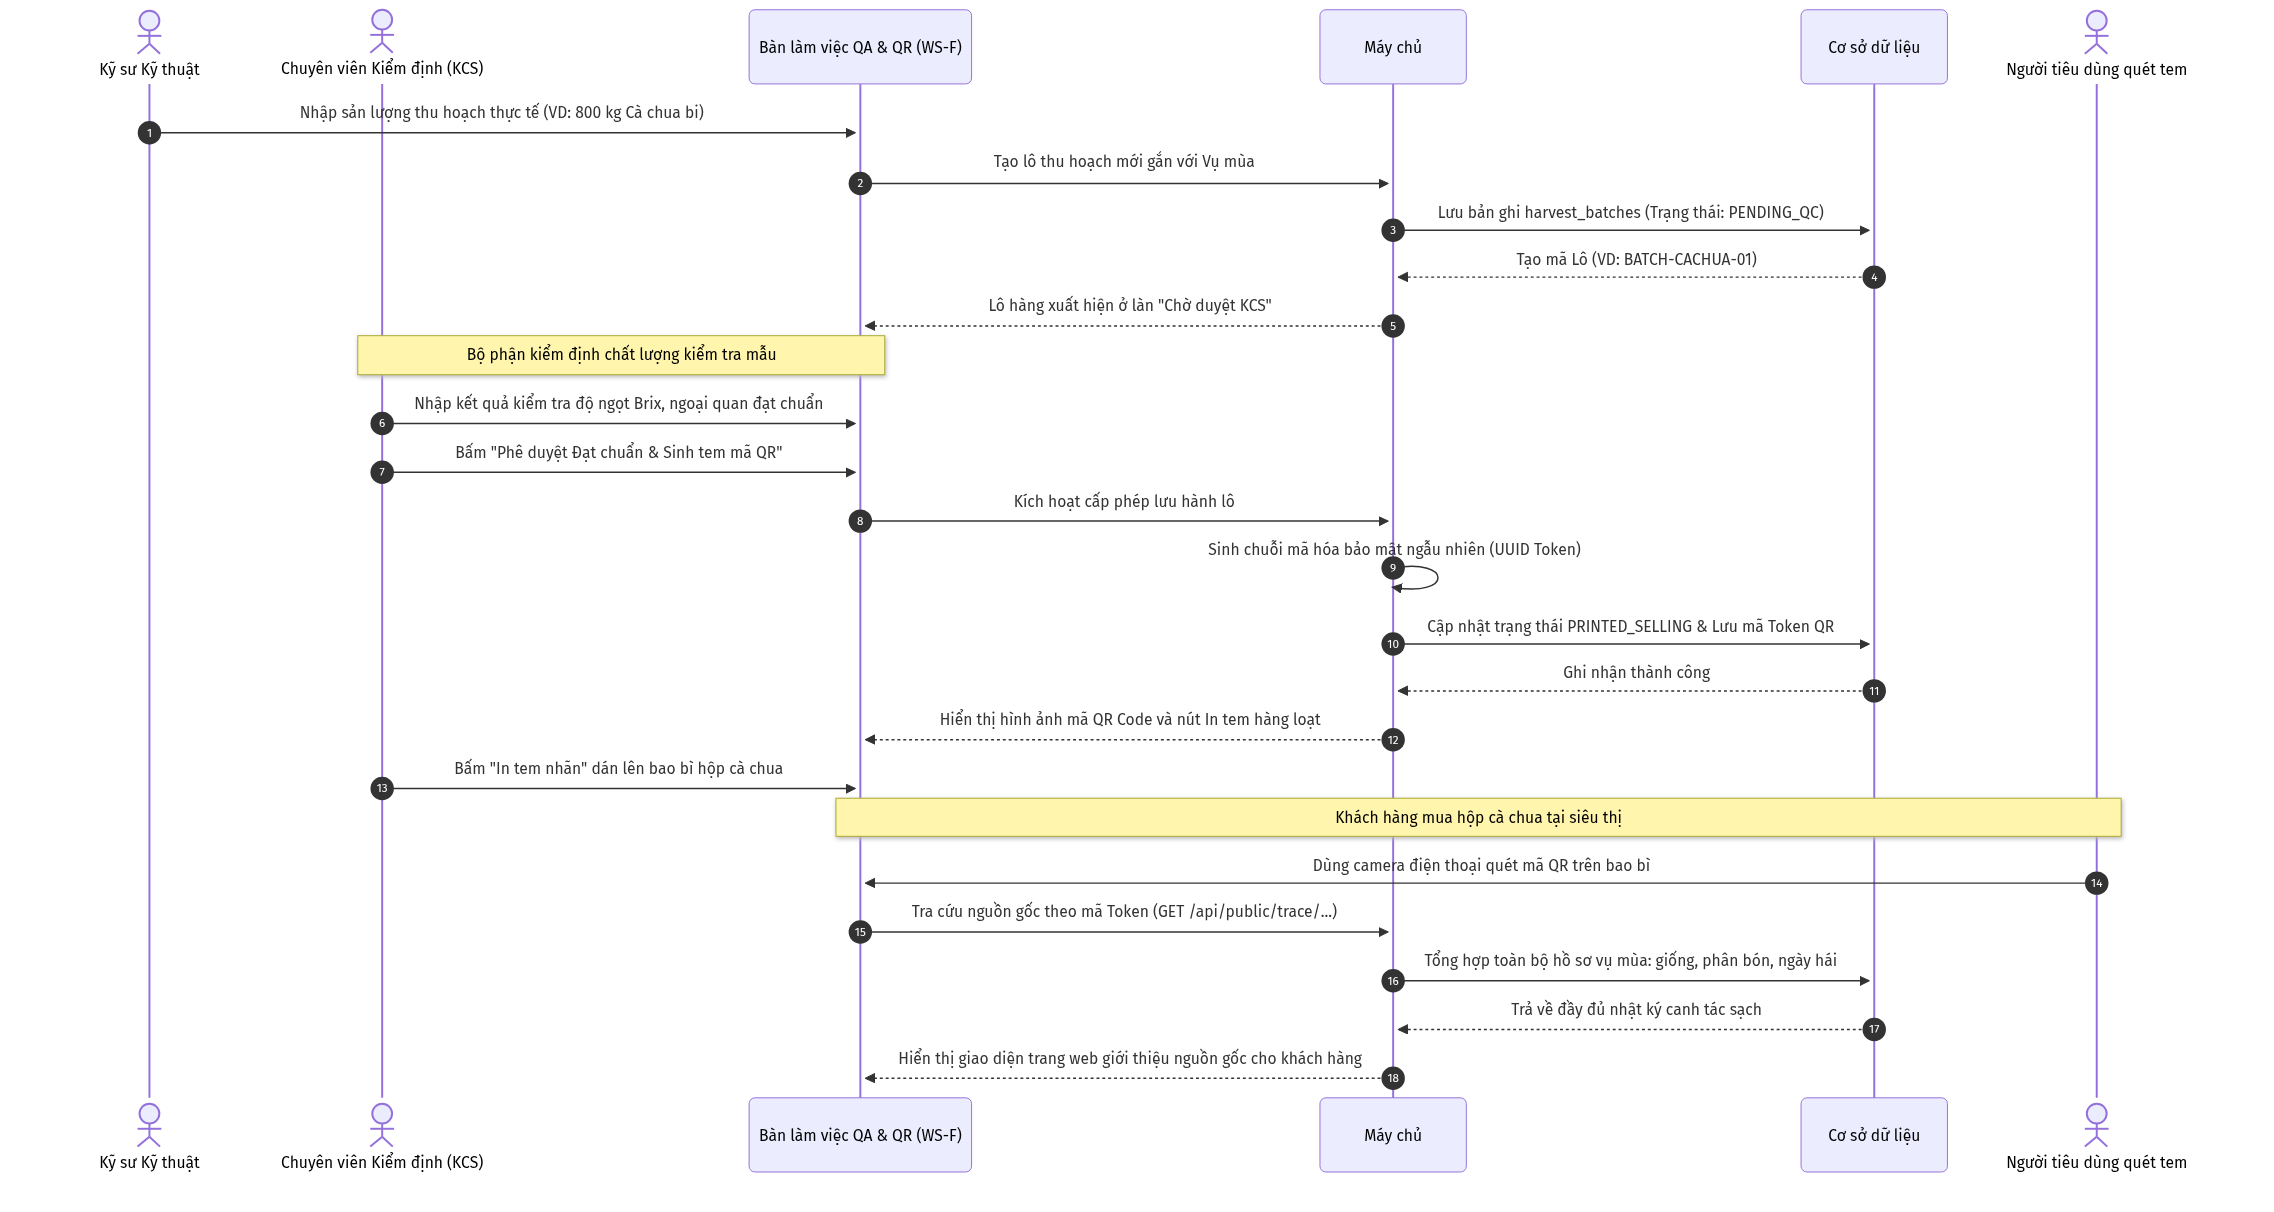 Kỹ sư Kỹ thuật
Chuyên viên Kiểm định (KCS)
Bàn làm việc QA & QR (WS-F)
Máy chủ
Cơ sở dữ liệu
Người tiêu dùng quét tem
Nhập sản lượng thu hoạch thực tế (VD: 800 kg Cà chua bi)
1
Tạo lô thu hoạch mới gắn với Vụ mùa
2
Lưu bản ghi harvest_batches (Trạng thái: PENDING_QC)
3
Tạo mã Lô (VD: BATCH-CACHUA-01)
4
Lô hàng xuất hiện ở làn "Chờ duyệt KCS"
5
Bộ phận kiểm định chất lượng kiểm tra mẫu
Nhập kết quả kiểm tra độ ngọt Brix, ngoại quan đạt chuẩn
6
Bấm "Phê duyệt Đạt chuẩn & Sinh tem mã QR"
7
Kích hoạt cấp phép lưu hành lô
8
Sinh chuỗi mã hóa bảo mật ngẫu nhiên (UUID Token)
9
Cập nhật trạng thái PRINTED_SELLING & Lưu mã Token QR
10
Ghi nhận thành công
11
Hiển thị hình ảnh mã QR Code và nút In tem hàng loạt
12
Bấm "In tem nhãn" dán lên bao bì hộp cà chua
13
Khách hàng mua hộp cà chua tại siêu thị
Dùng camera điện thoại quét mã QR trên bao bì
14
Tra cứu nguồn gốc theo mã Token (GET /api/public/trace/...)
15
Tổng hợp toàn bộ hồ sơ vụ mùa: giống, phân bón, ngày hái
16
Trả về đầy đủ nhật ký canh tác sạch
17
Hiển thị giao diện trang web giới thiệu nguồn gốc cho khách hàng
18
Kỹ sư Kỹ thuật
Chuyên viên Kiểm định (KCS)
Bàn làm việc QA & QR (WS-F)
Máy chủ
Cơ sở dữ liệu
Người tiêu dùng quét tem